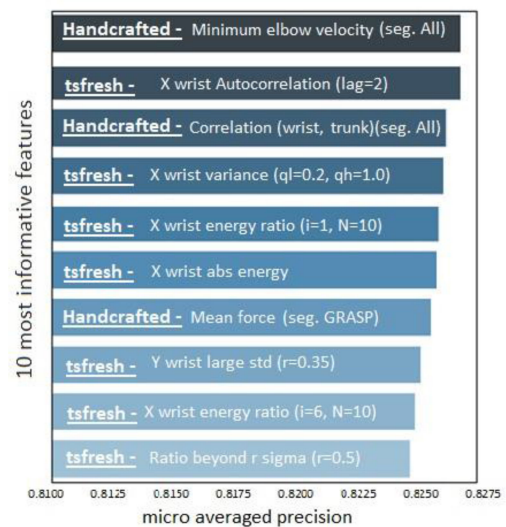 10 most informative features
Handcrafted - Minimum elbow velocity (seg. All)
tsfresh - X wrist Autocorrelation (lag=2)
Handcrafted - Correlation (wrist, trunk)(seg. All)
tsfresh - X wrist variance (ql=0.2, qh=1.0)
tsfresh - X wrist energy ratio (i=1, N=10)
tsfresh - X wrist abs energy
Handcrafted - Mean force (seg. GRASP)
tsfresh - Y wrist large std (r=0.35)
tsfresh - X wrist energy ratio (i=6, N=10)
tsfresh - Ratio beyond r sigma (r=0.5)
0.8100 0.8125 0.8150 0.8175 0.8200 0.8225 0.8250 0.8275
micro averaged precision